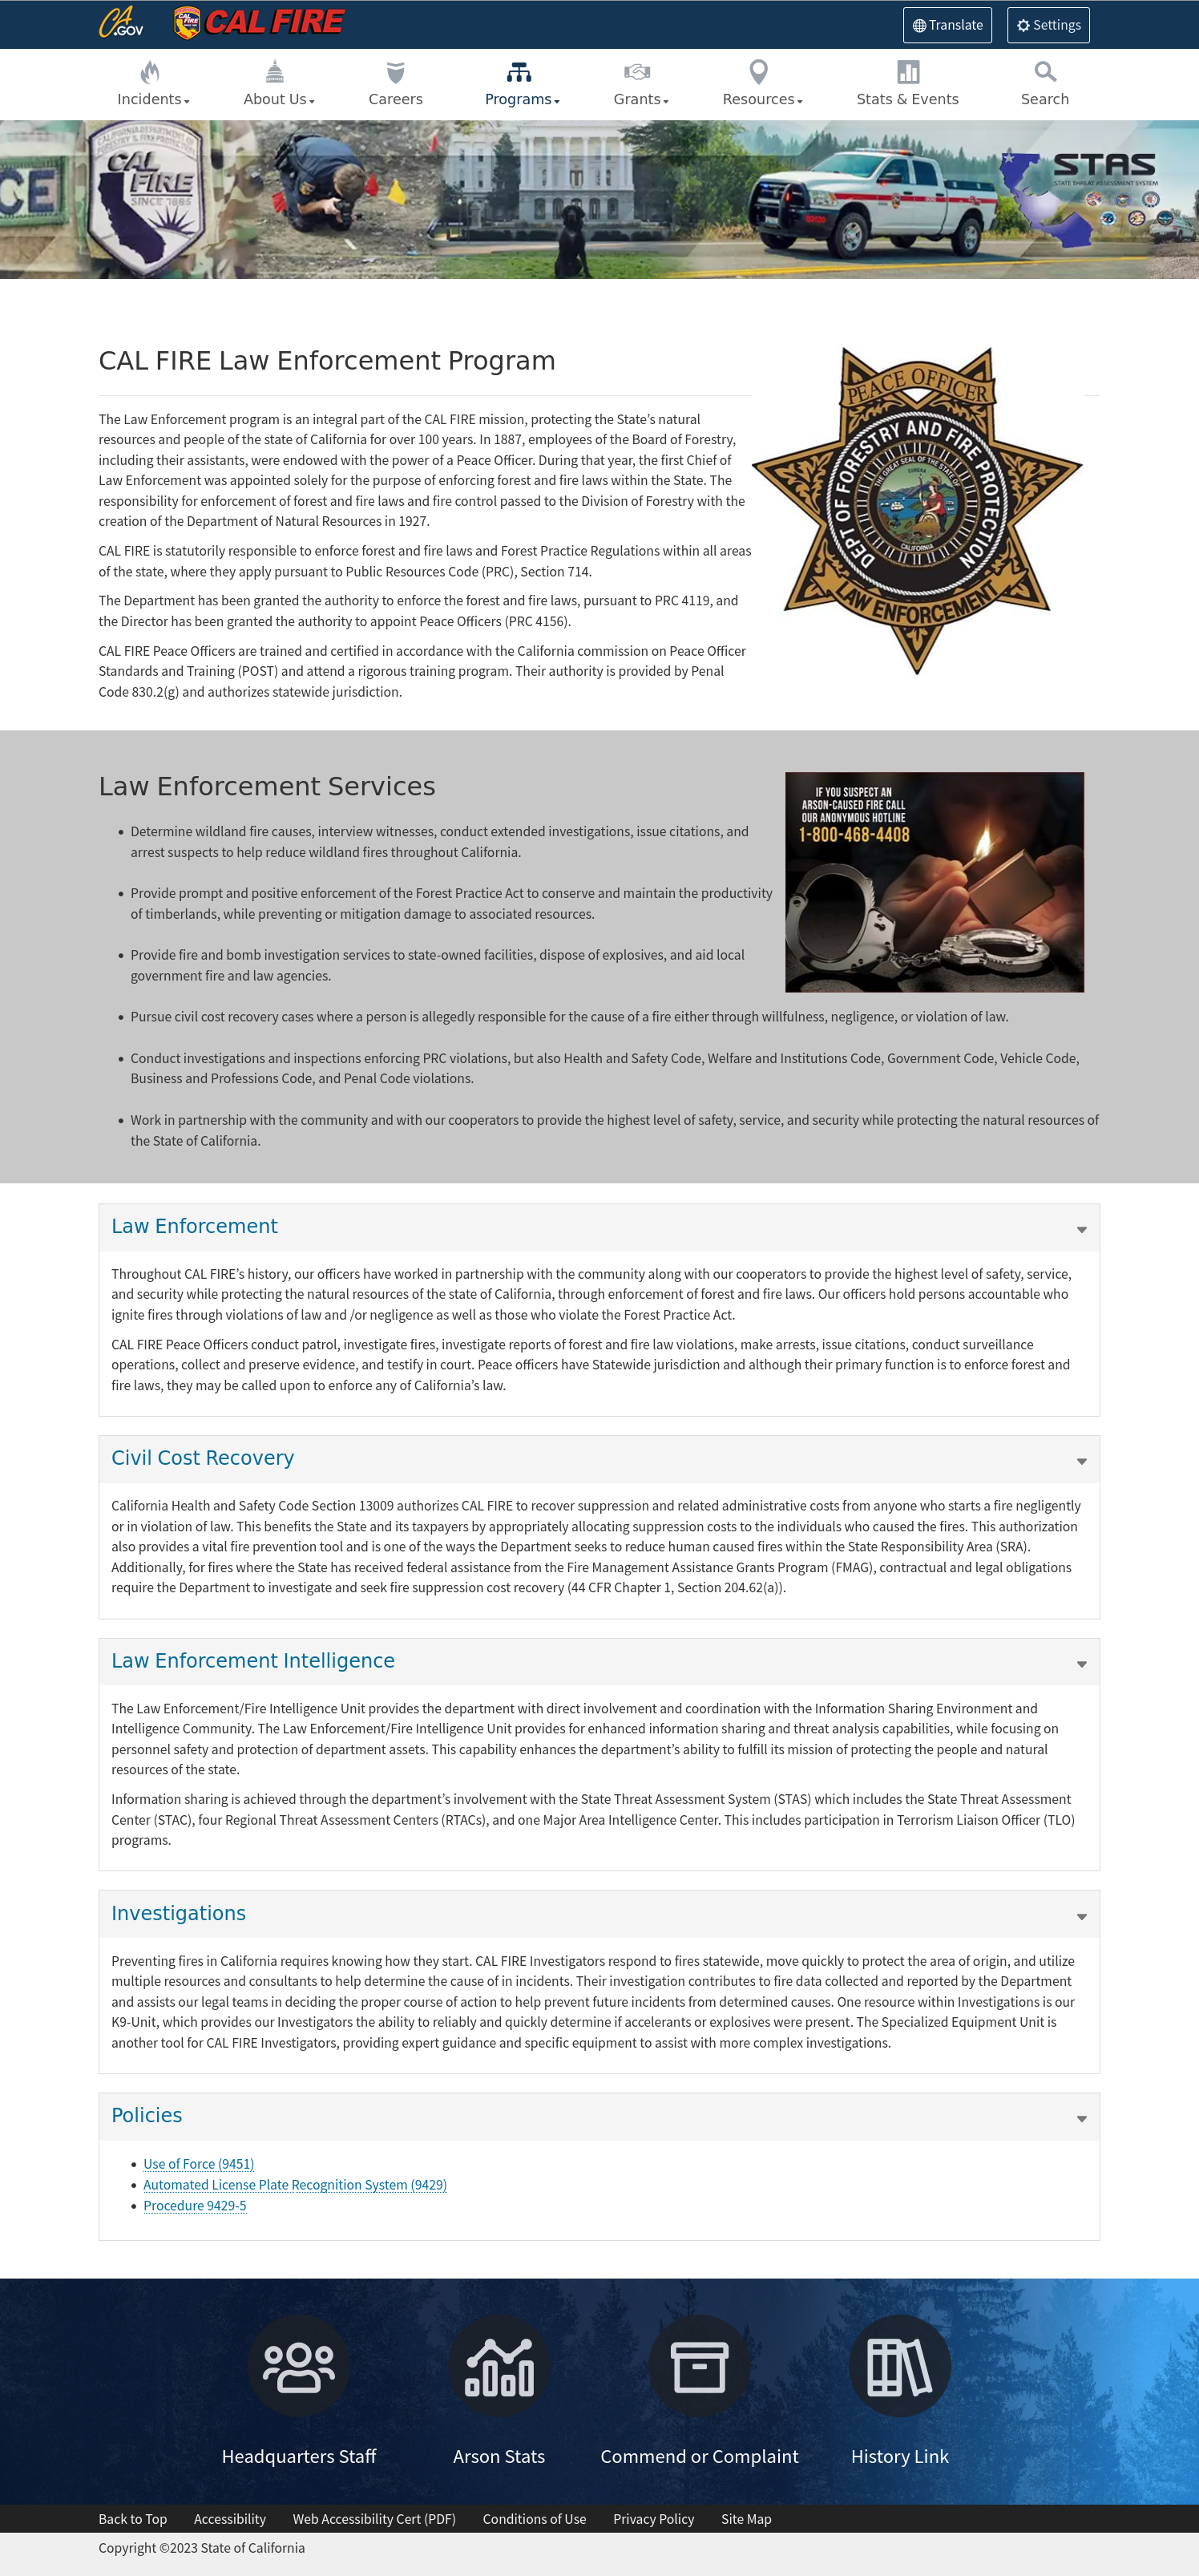 CA.GOV
CAL FIRE
Translate
Settings
Incidents
About Us
Careers
Programs
Grants
Resources
Stats & Events
Search
CE
CAL FIRE
SINCE 1885
STAS
STATE THREAT ASSESSMENT SYSTEM
CAL FIRE Law Enforcement Program
PEACE OFFICER
DEPT OF FORESTRY AND FIRE PROTECTION
THE GREAT SEAL OF THE STATE OF
EUREKA
CALIFORNIA
LAW ENFORCEMENT
The Law Enforcement program is an integral part of the CAL FIRE mission, protecting the State’s natural
resources and people of the state of California for over 100 years. In 1887, employees of the Board of Forestry,
including their assistants, were endowed with the power of a Peace Officer. During that year, the first Chief of
Law Enforcement was appointed solely for the purpose of enforcing forest and fire laws within the State. The
responsibility for enforcement of forest and fire laws and fire control passed to the Division of Forestry with the
creation of the Department of Natural Resources in 1927.
CAL FIRE is statutorily responsible to enforce forest and fire laws and Forest Practice Regulations within all areas
of the state, where they apply pursuant to Public Resources Code (PRC), Section 714.
The Department has been granted the authority to enforce the forest and fire laws, pursuant to PRC 4119, and
the Director has been granted the authority to appoint Peace Officers (PRC 4156).
CAL FIRE Peace Officers are trained and certified in accordance with the California commission on Peace Officer
Standards and Training (POST) and attend a rigorous training program. Their authority is provided by Penal
Code 830.2(g) and authorizes statewide jurisdiction.
Law Enforcement Services
IF YOU SUSPECT AN
ARSON-CAUSED FIRE CALL
OUR ANONYMOUS HOTLINE
1-800-468-4408
Determine wildland fire causes, interview witnesses, conduct extended investigations, issue citations, and
arrest suspects to help reduce wildland fires throughout California.
Provide prompt and positive enforcement of the Forest Practice Act to conserve and maintain the productivity
of timberlands, while preventing or mitigation damage to associated resources.
Provide fire and bomb investigation services to state-owned facilities, dispose of explosives, and aid local
government fire and law agencies.
Pursue civil cost recovery cases where a person is allegedly responsible for the cause of a fire either through willfulness, negligence, or violation of law.
Conduct investigations and inspections enforcing PRC violations, but also Health and Safety Code, Welfare and Institutions Code, Government Code, Vehicle Code,
Business and Professions Code, and Penal Code violations.
Work in partnership with the community and with our cooperators to provide the highest level of safety, service, and security while protecting the natural resources of
the State of California.
Law Enforcement
Throughout CAL FIRE’s history, our officers have worked in partnership with the community along with our cooperators to provide the highest level of safety, service,
and security while protecting the natural resources of the state of California, through enforcement of forest and fire laws. Our officers hold persons accountable who
ignite fires through violations of law and /or negligence as well as those who violate the Forest Practice Act.
CAL FIRE Peace Officers conduct patrol, investigate fires, investigate reports of forest and fire law violations, make arrests, issue citations, conduct surveillance
operations, collect and preserve evidence, and testify in court. Peace officers have Statewide jurisdiction and although their primary function is to enforce forest and
fire laws, they may be called upon to enforce any of California’s law.
Civil Cost Recovery
California Health and Safety Code Section 13009 authorizes CAL FIRE to recover suppression and related administrative costs from anyone who starts a fire negligently
or in violation of law. This benefits the State and its taxpayers by appropriately allocating suppression costs to the individuals who caused the fires. This authorization
also provides a vital fire prevention tool and is one of the ways the Department seeks to reduce human caused fires within the State Responsibility Area (SRA).
Additionally, for fires where the State has received federal assistance from the Fire Management Assistance Grants Program (FMAG), contractual and legal obligations
require the Department to investigate and seek fire suppression cost recovery (44 CFR Chapter 1, Section 204.62(a)).
Law Enforcement Intelligence
The Law Enforcement/Fire Intelligence Unit provides the department with direct involvement and coordination with the Information Sharing Environment and
Intelligence Community. The Law Enforcement/Fire Intelligence Unit provides for enhanced information sharing and threat analysis capabilities, while focusing on
personnel safety and protection of department assets. This capability enhances the department’s ability to fulfill its mission of protecting the people and natural
resources of the state.
Information sharing is achieved through the department’s involvement with the State Threat Assessment System (STAS) which includes the State Threat Assessment
Center (STAC), four Regional Threat Assessment Centers (RTACs), and one Major Area Intelligence Center. This includes participation in Terrorism Liaison Officer (TLO)
programs.
Investigations
Preventing fires in California requires knowing how they start. CAL FIRE Investigators respond to fires statewide, move quickly to protect the area of origin, and utilize
multiple resources and consultants to help determine the cause of in incidents. Their investigation contributes to fire data collected and reported by the Department
and assists our legal teams in deciding the proper course of action to help prevent future incidents from determined causes. One resource within Investigations is our
K9-Unit, which provides our Investigators the ability to reliably and quickly determine if accelerants or explosives were present. The Specialized Equipment Unit is
another tool for CAL FIRE Investigators, providing expert guidance and specific equipment to assist with more complex investigations.
Policies
Use of Force (9451)
Automated License Plate Recognition System (9429)
Procedure 9429-5
Headquarters Staff
Arson Stats
Commend or Complaint
History Link
Back to Top
Accessibility
Web Accessibility Cert (PDF)
Conditions of Use
Privacy Policy
Site Map
Copyright ©2023 State of California